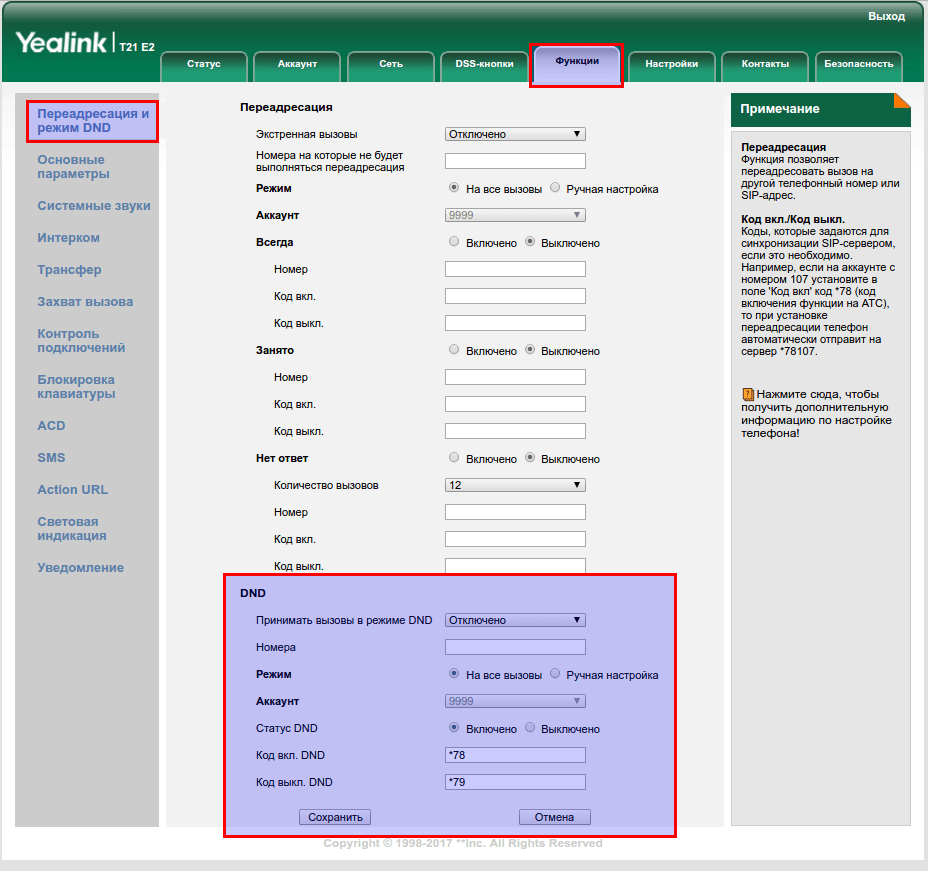 Выход
Yealink T21 E2
Статус Аккаунт Сеть DSS-кнопки Функции Настройки Контакты Безопасность
Переадресация и
режим DND
Основные
параметры
Системные звуки
Интерком
Трансфер
Захват вызова
Контроль
подключений
Блокировка
клавиатуры
ACD
SMS
Action URL
Световая
индикация
Уведомление
Переадресация
Экстренные вызовы Отключено
Номера на которые не будет
выполняться переадресация
Режим На все вызовы Ручная настройка
Аккаунт 9999
Всегда Включено Выключено
Номер
Код вкл.
Код выкл.
Занято Включено Выключено
Номер
Код вкл.
Код выкл.
Нет ответ Включено Выключено
Количество вызовов 12
Номер
Код вкл.
Код выкл.
DND
Принимать вызовы в режиме DND Отключено
Номера
Режим На все вызовы Ручная настройка
Аккаунт 9999
Статус DND Включено Выключено
Код вкл. DND *78
Код выкл. DND *79
Сохранить Отмена
Примечание
Переадресация
Функция позволяет
переадресовать вызов на
другой телефонный номер или
SIP-адрес.
Код вкл./Код выкл.
Коды, которые задаются для
синхронизации SIP-сервером,
если это необходимо.
Например, если на аккаунте с
номером 107 установите в
поле 'Код вкл' код *78 (код
включения функции на АТС),
то при установке
переадресации телефон
автоматически отправит на
сервер *78107.
Нажмите сюда, чтобы
получить дополнительную
информацию по настройке
телефона!
Copyright © 1998-2017 **Inc. All Rights Reserved